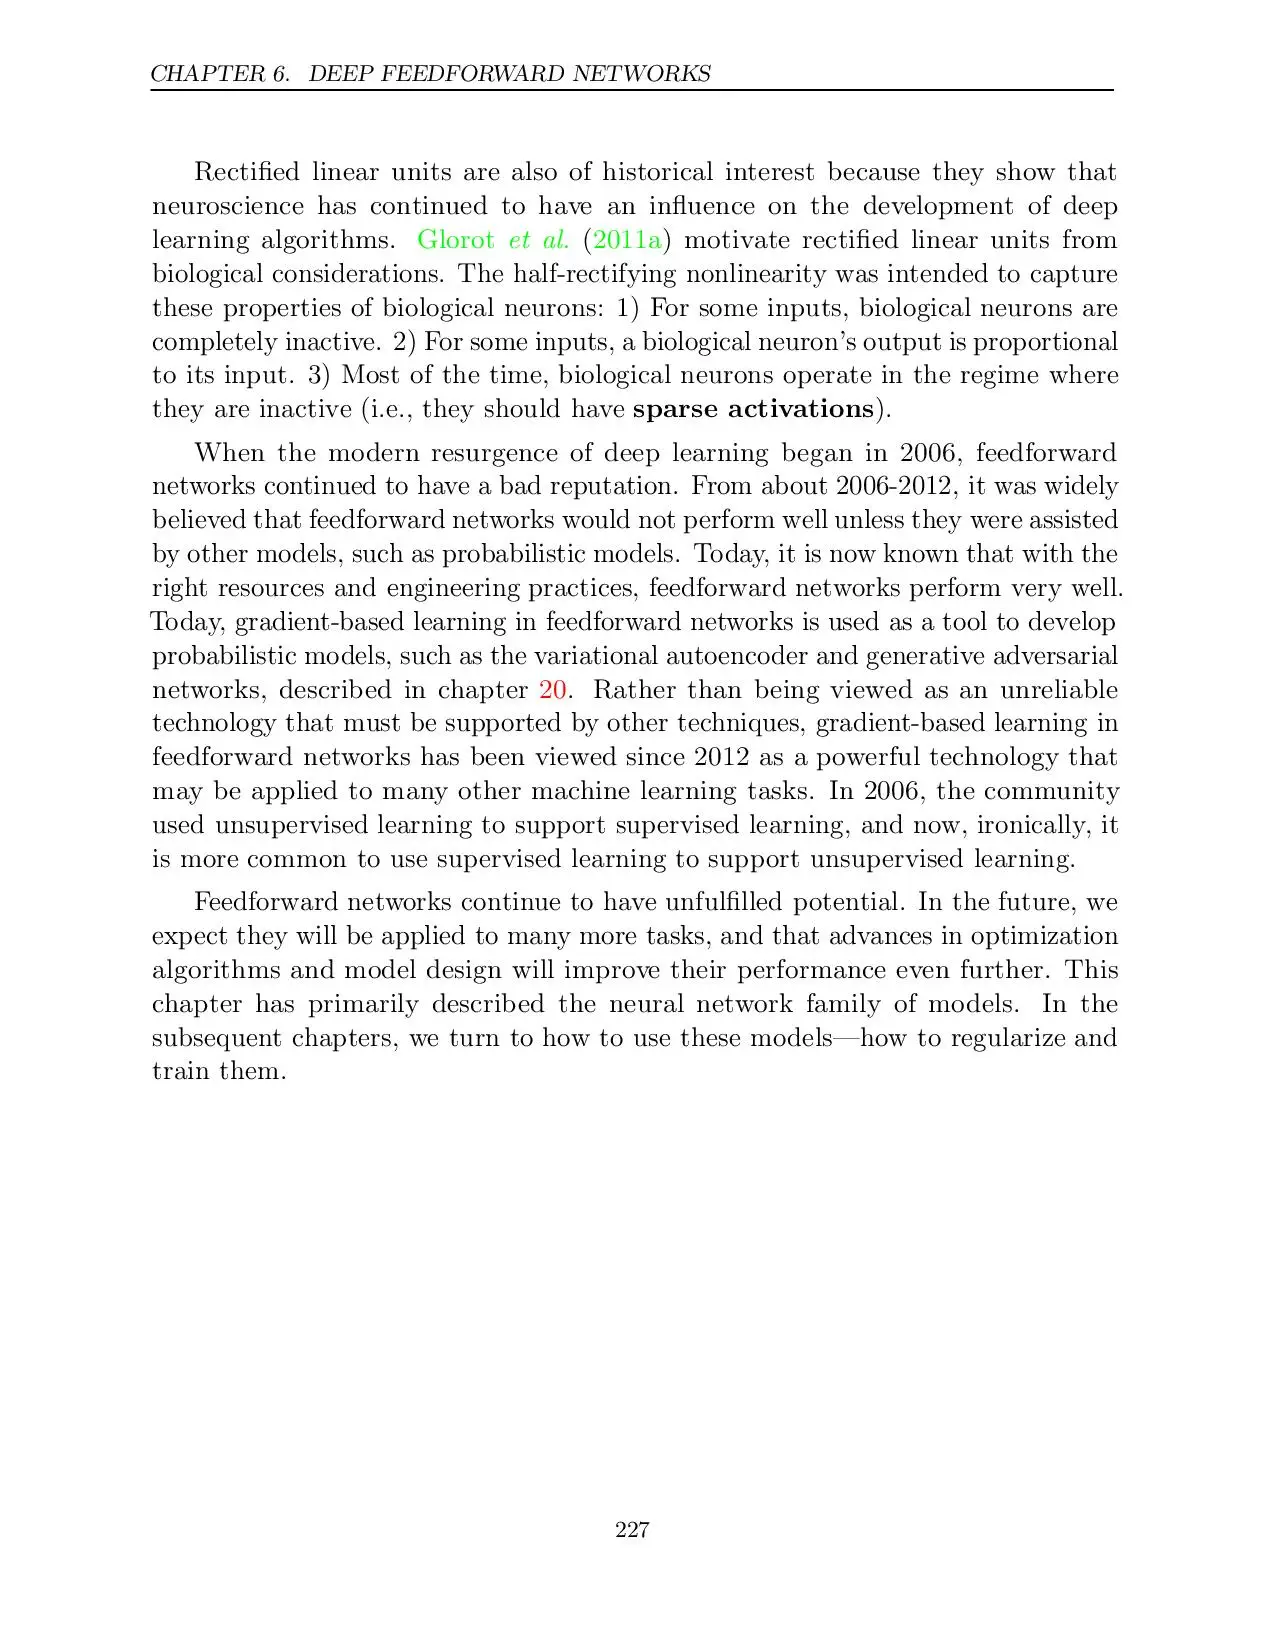 CHAPTER 6. DEEP FEEDFORWARD NETWORKS
Rectified linear units are also of historical interest because they show that
neuroscience has continued to have an influence on the development of deep
learning algorithms. Glorot et al. (2011a) motivate rectified linear units from
biological considerations. The half-rectifying nonlinearity was intended to capture
these properties of biological neurons: 1) For some inputs, biological neurons are
completely inactive. 2) For some inputs, a biological neuron's output is proportional
to its input. 3) Most of the time, biological neurons operate in the regime where
they are inactive (i.e., they should have sparse activations).
When the modern resurgence of deep learning began in 2006, feedforward
networks continued to have a bad reputation. From about 2006-2012, it was widely
believed that feedforward networks would not perform well unless they were assisted
by other models, such as probabilistic models. Today, it is now known that with the
right resources and engineering practices, feedforward networks perform very well.
Today, gradient-based learning in feedforward networks is used as a tool to develop
probabilistic models, such as the variational autoencoder and generative adversarial
networks, described in chapter 20. Rather than being viewed as an unreliable
technology that must be supported by other techniques, gradient-based learning in
feedforward networks has been viewed since 2012 as a powerful technology that
may be applied to many other machine learning tasks. In 2006, the community
used unsupervised learning to support supervised learning, and now, ironically, it
is more common to use supervised learning to support unsupervised learning.
Feedforward networks continue to have unfulfilled potential. In the future, we
expect they will be applied to many more tasks, and that advances in optimization
algorithms and model design will improve their performance even further. This
chapter has primarily described the neural network family of models. In the
subsequent chapters, we turn to how to use these models—how to regularize and
train them.
227